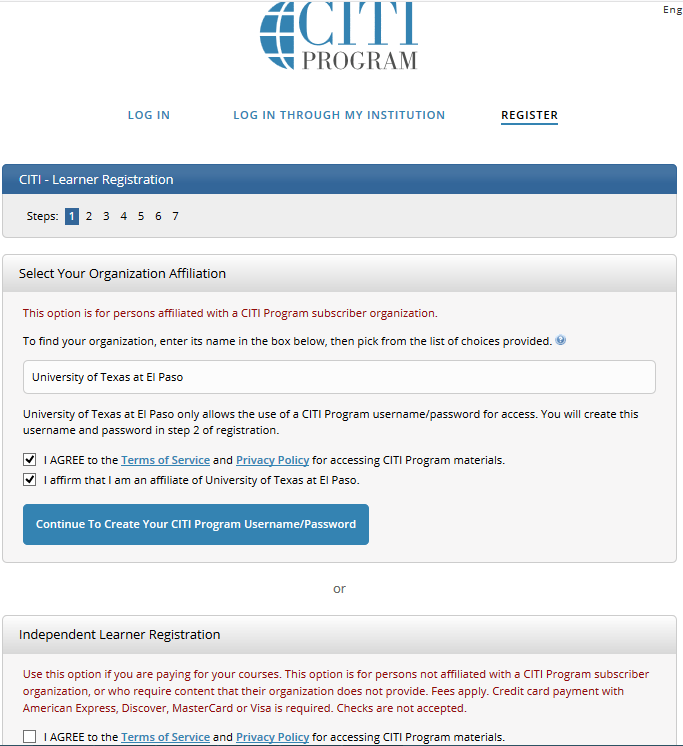 Eng
CITI
PROGRAM
LOG IN LOG IN THROUGH MY INSTITUTION REGISTER
CITI - Learner Registration
Steps: 1 2 3 4 5 6 7
Select Your Organization Affiliation
This option is for persons affiliated with a CITI Program subscriber organization.
To find your organization, enter its name in the box below, then pick from the list of choices provided.
University of Texas at El Paso
University of Texas at El Paso only allows the use of a CITI Program username/password for access. You will create this
username and password in step 2 of registration.
I AGREE to the Terms of Service and Privacy Policy for accessing CITI Program materials.
I affirm that I am an affiliate of University of Texas at El Paso.
Continue To Create Your CITI Program Username/Password
or
Independent Learner Registration
Use this option if you are paying for your courses. This option is for persons not affiliated with a CITI Program subscriber
organization, or who require content that their organization does not provide. Fees apply. Credit card payment with
American Express, Discover, MasterCard or Visa is required. Checks are not accepted.
I AGREE to the Terms of Service and Privacy Policy for accessing CITI Program materials.